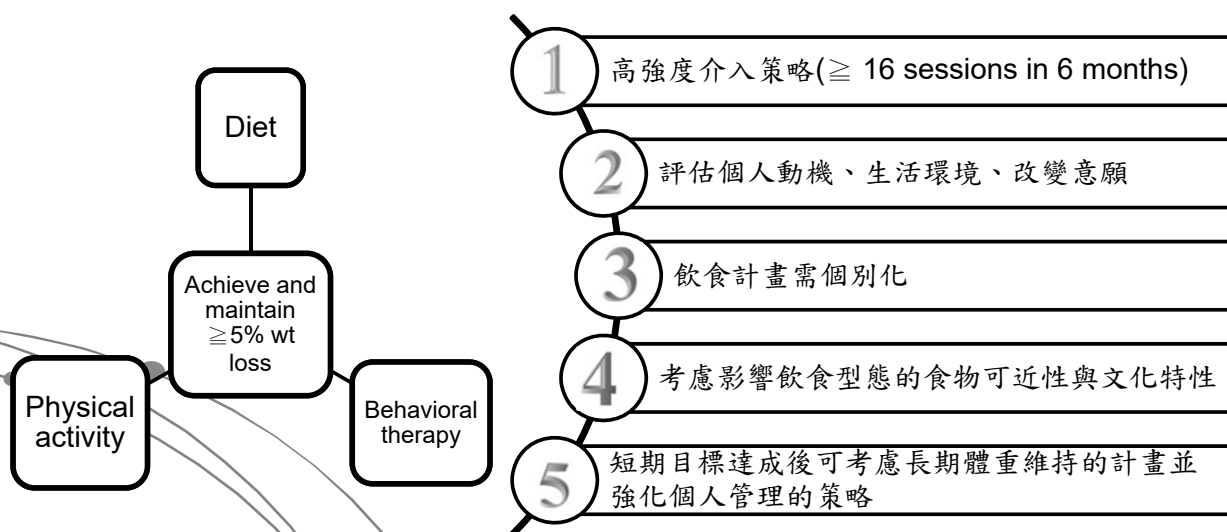 Diet
Achieve and
maintain
≧5% wt
loss
Physical
activity
Behavioral
therapy
1
高強度介入策略(≧ 16 sessions in 6 months)
2
評估個人動機、生活環境、改變意願
3
飲食計畫需個別化
4
考慮影響飲食型態的食物可近性與文化特性
5
短期目標達成後可考慮長期體重維持的計畫並
強化個人管理的策略